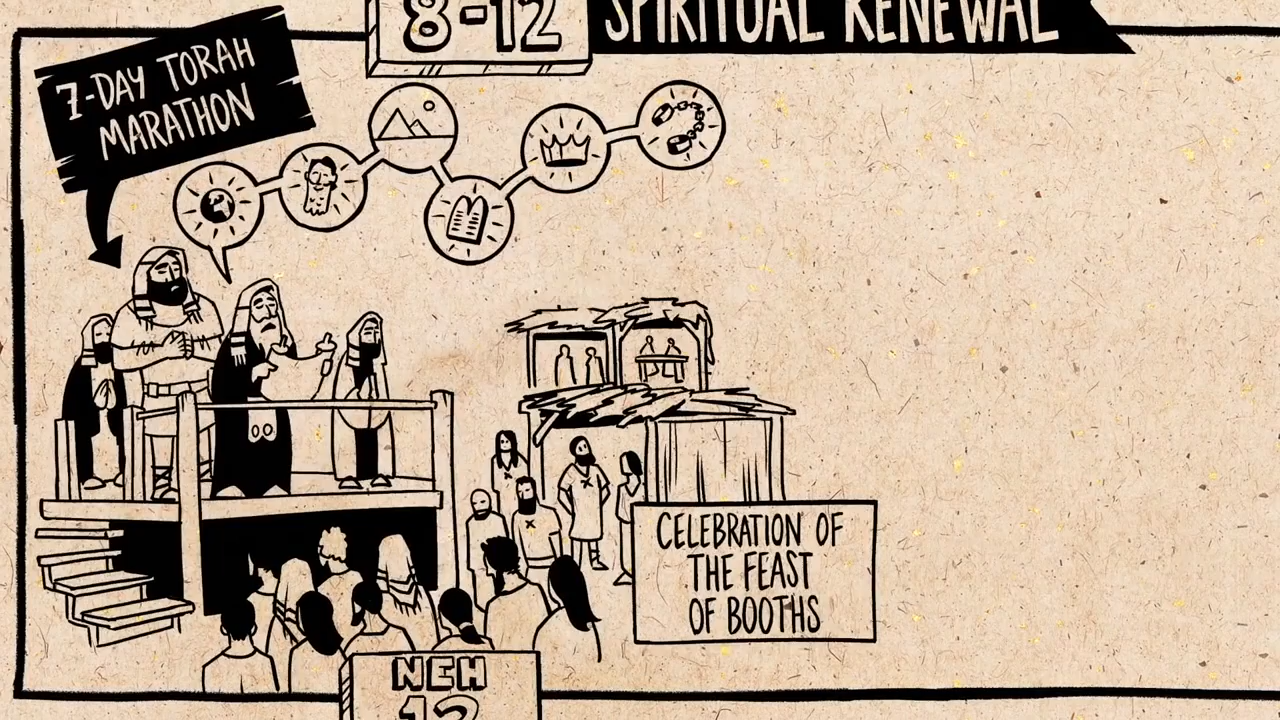 8-12
SPIRITUAL RENEWAL
7-DAY TORAH
MARATHON
CELEBRATION OF
THE FEAST
OF BOOTHS
NEH